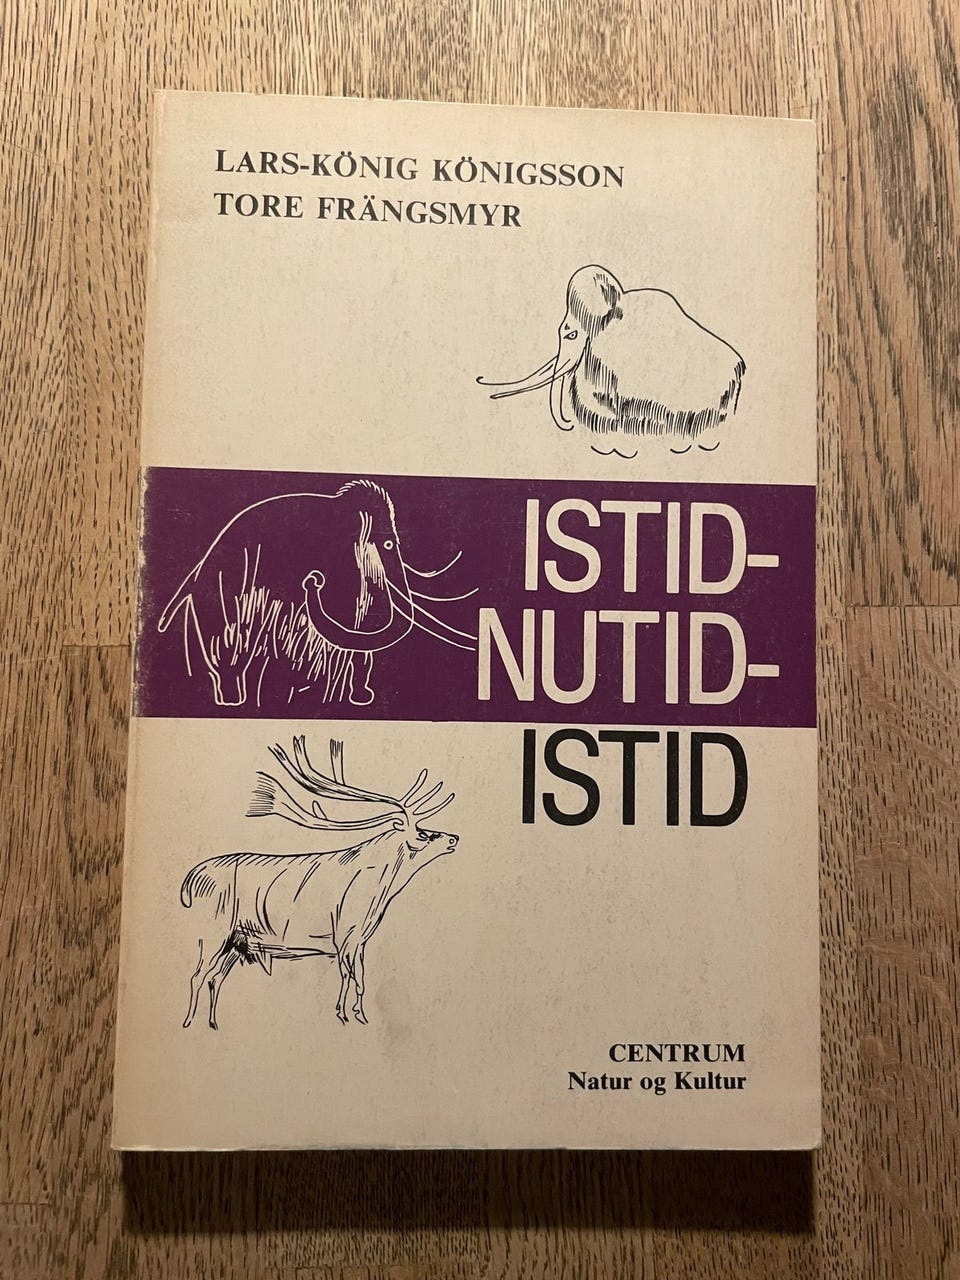 LARS-KÖNIG KÖNIGSSON
TORE FRÄNGSMYR
ISTID-
NUTID-
ISTID
CENTRUM
Natur og Kultur